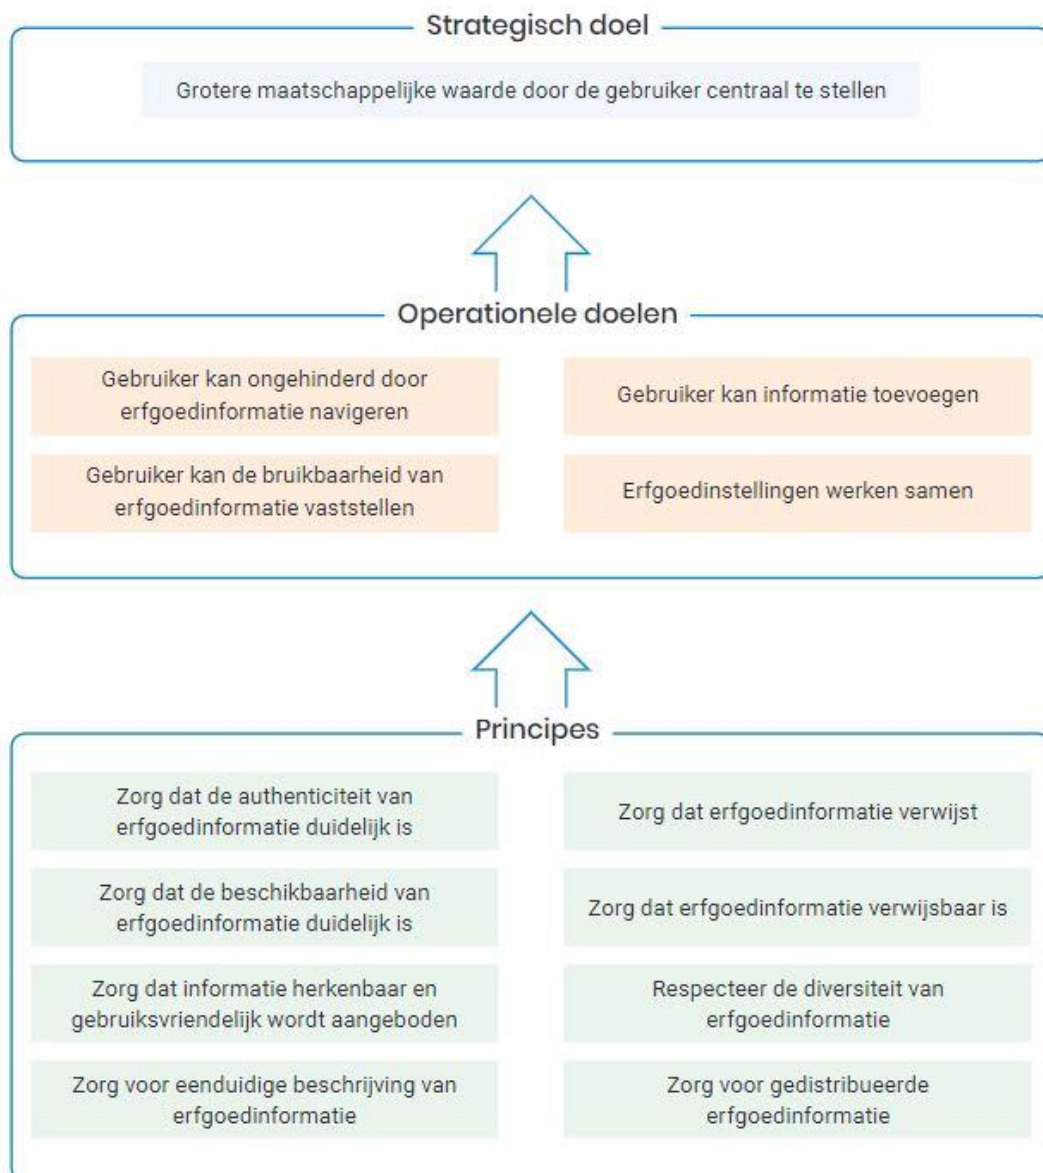 Strategisch doel
Grotere maatschappelijke waarde door de gebruiker centraal te stellen
Operationele doelen
Gebruiker kan ongehinderd door
erfgoedinformatie navigeren
Gebruiker kan informatie toevoegen
Gebruiker kan de bruikbaarheid van
erfgoedinformatie vaststellen
Erfgoedinstellingen werken samen
Principes
Zorg dat de authenticiteit van
erfgoedinformatie duidelijk is
Zorg dat erfgoedinformatie verwijst
Zorg dat de beschikbaarheid van
erfgoedinformatie duidelijk is
Zorg dat erfgoedinformatie verwijsbaar is
Zorg dat informatie herkenbaar en
gebruiksvriendelijk wordt aangeboden
Respecteer de diversiteit van
erfgoedinformatie
Zorg voor eenduidige beschrijving van
erfgoedinformatie
Zorg voor gedistribueerde
erfgoedinformatie